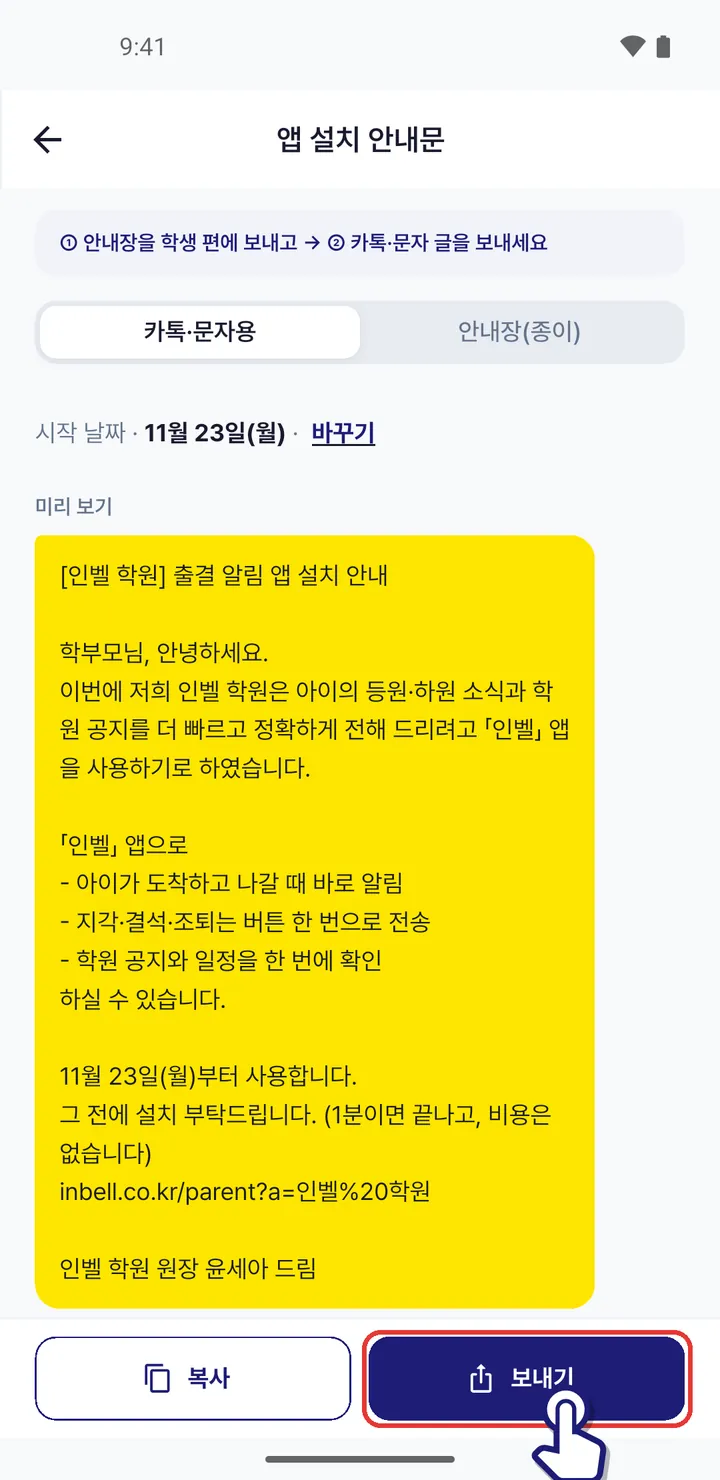 9:41
앱 설치 안내문
① 안내장을 학생 편에 보내고 → ② 카톡·문자 글을 보내세요
카톡·문자용
안내장(종이)
시작 날짜 · 11월 23일(월) · 바꾸기
미리 보기
[인벨 학원] 출결 알림 앱 설치 안내
학부모님, 안녕하세요.
이번에 저희 인벨 학원은 아이의 등원·하원 소식과 학
원 공지를 더 빠르고 정확하게 전해 드리려고 「인벨」 앱
을 사용하기로 하였습니다.
「인벨」 앱으로
- 아이가 도착하고 나갈 때 바로 알림
- 지각·결석·조퇴는 버튼 한 번으로 전송
- 학원 공지와 일정을 한 번에 확인
하실 수 있습니다.
11월 23일(월)부터 사용합니다.
그 전에 설치 부탁드립니다. (1분이면 끝나고, 비용은
없습니다)
inbell.co.kr/parent?a=인벨%20학원
인벨 학원 원장 윤세아 드림
복사
보내기